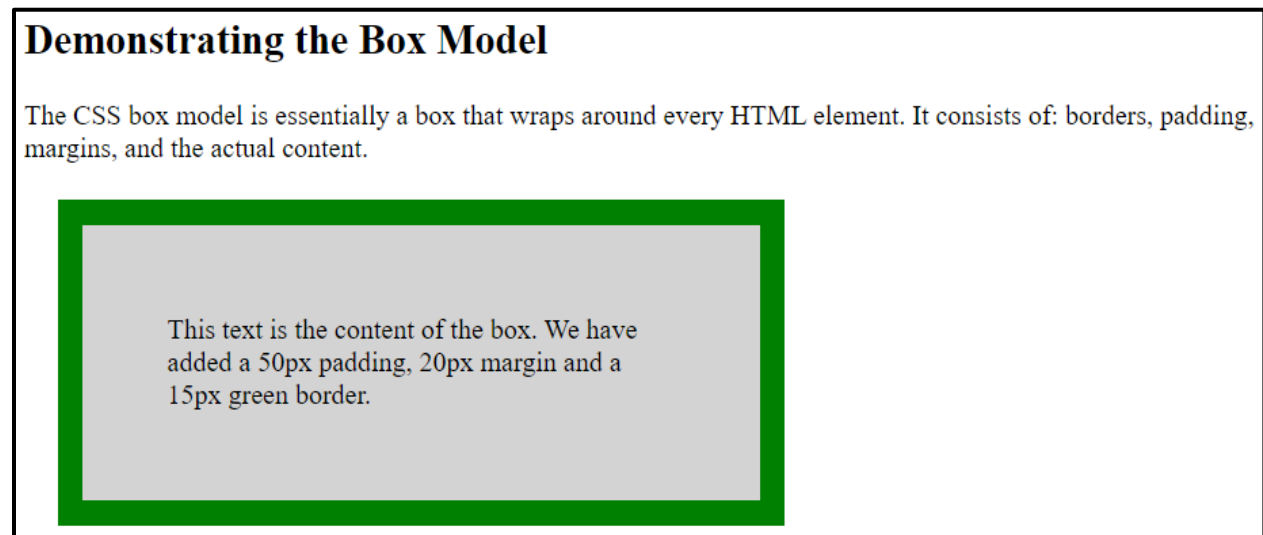 Demonstrating the Box Model
The CSS box model is essentially a box that wraps around every HTML element. It consists of: borders, padding,
margins, and the actual content.
This text is the content of the box. We have
added a 50px padding, 20px margin and a
15px green border.